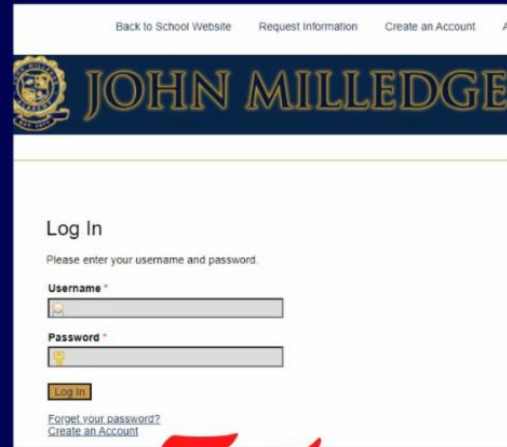 Back to School Website Request Information Create an Account
JOHN MILLEDGE
Log In
Please enter your username and password.
Username *
Password *
Log In
Forget your password?
Create an Account